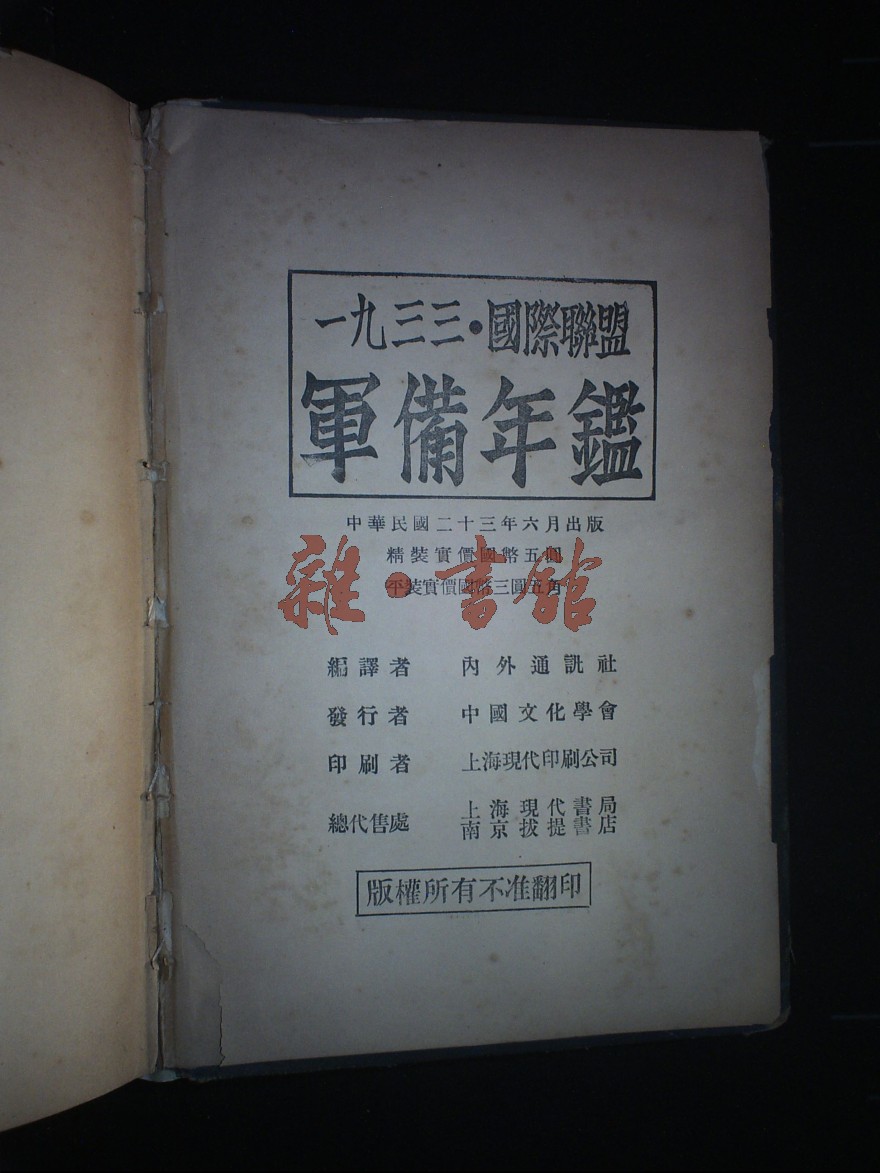 一九三三·國際聯盟
軍備年鑑
中華民國二十三年六月出版
精裝實價國幣五圓
平裝實價國幣三圓五角
雜·書館
編譯者 內外通訊社
發行者 中國文化學會
印刷者 上海現代印刷公司
總代售處 上海現代書局
南京拔提書店
版權所有不准翻印